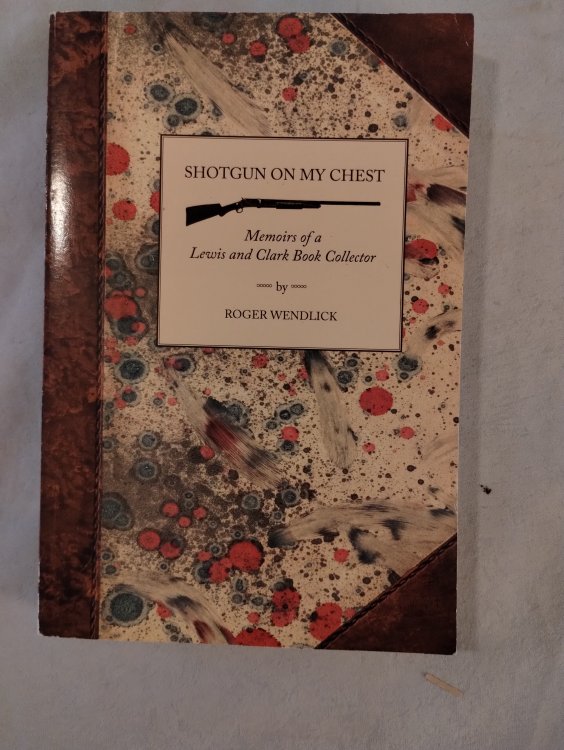 SHOTGUN ON MY CHEST
Memoirs of a
Lewis and Clark Book Collector
by
ROGER WENDLICK